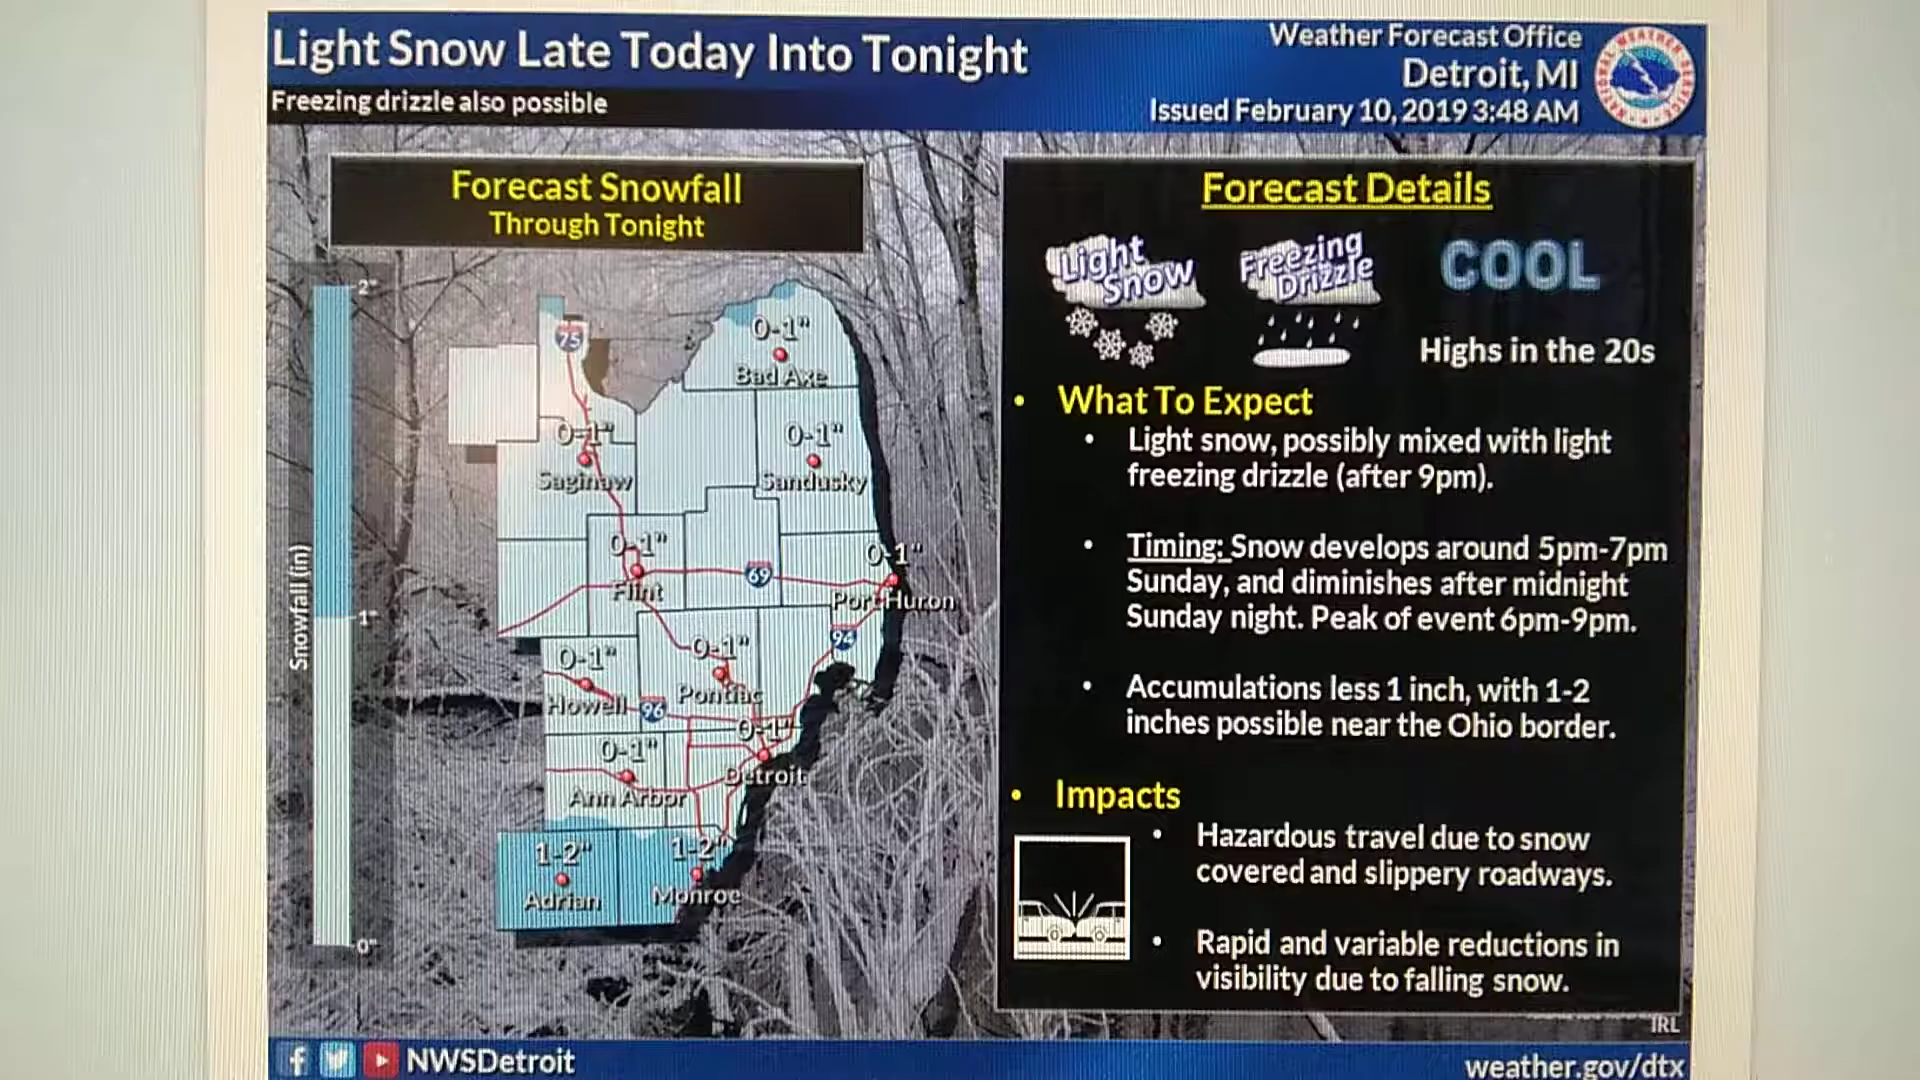 Light Snow Late Today Into Tonight
Freezing drizzle also possible
Weather Forecast Office
Detroit, MI
Issued February 10, 2019 3:48 AM
Forecast Snowfall
Through Tonight
Snowfall (in)
2"
1"
0"
75
0-1"
Bad Axe
0-1"
Saginaw
0-1"
Sandusky
0-1"
Flint
69
0-1"
Port Huron
94
0-1"
Howell
96
0-1"
Pontiac
0-1"
Detroit
0-1"
Ann Arbor
1-2"
Adrian
1-2"
Monroe
Forecast Details
Light
Snow
Freezing
Drizzle
COOL
Highs in the 20s
• What To Expect
• Light snow, possibly mixed with light
freezing drizzle (after 9pm).
• Timing: Snow develops around 5pm-7pm
Sunday, and diminishes after midnight
Sunday night. Peak of event 6pm-9pm.
• Accumulations less 1 inch, with 1-2
inches possible near the Ohio border.
• Impacts
• Hazardous travel due to snow
covered and slippery roadways.
• Rapid and variable reductions in
visibility due to falling snow.
IRL
NWSDetroit
weather.gov/dtx